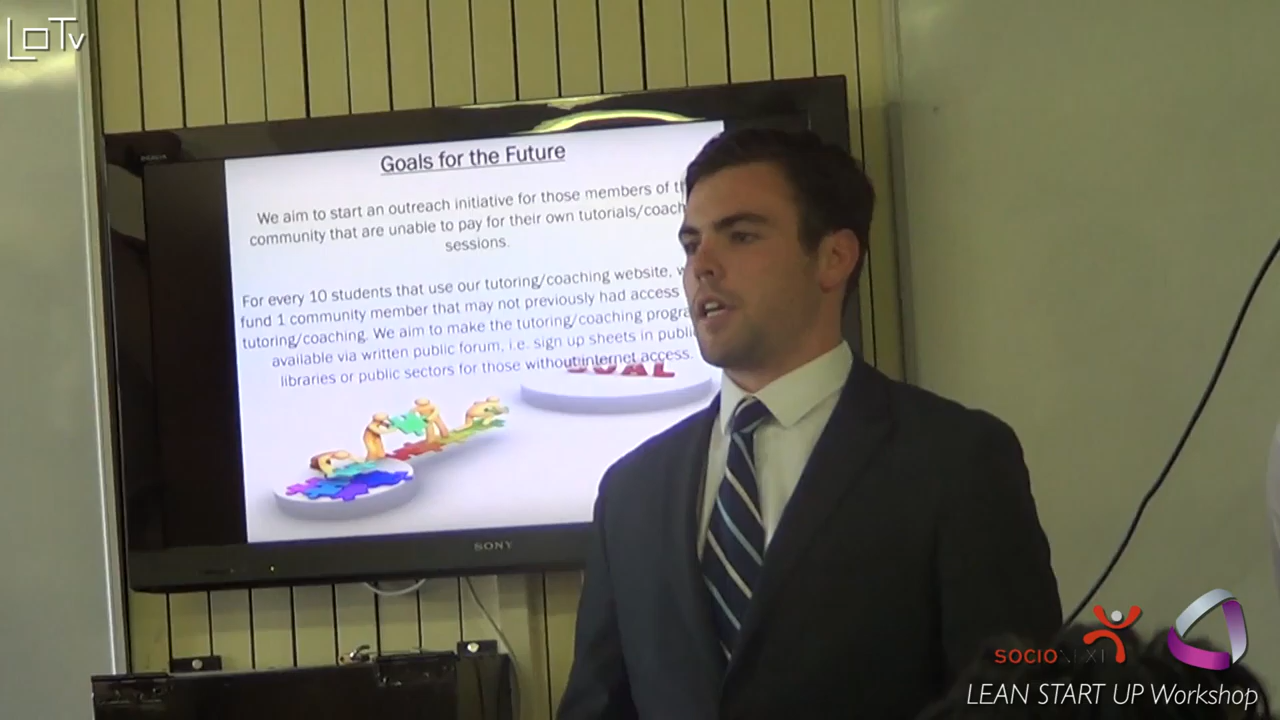 LOTV
Goals for the Future
We aim to start an outreach initiative for those members of
community that are unable to pay for their own tutorials/coach
sessions.
For every 10 students that use our tutoring/coaching website,
fund 1 community member that may not previously had access
tutoring/coaching. We aim to make the tutoring/coaching progra
available via written public forum, i.e. sign up sheets in publi
libraries or public sectors for those without internet access.
SONY
SOCIO
LEAN START UP Workshop